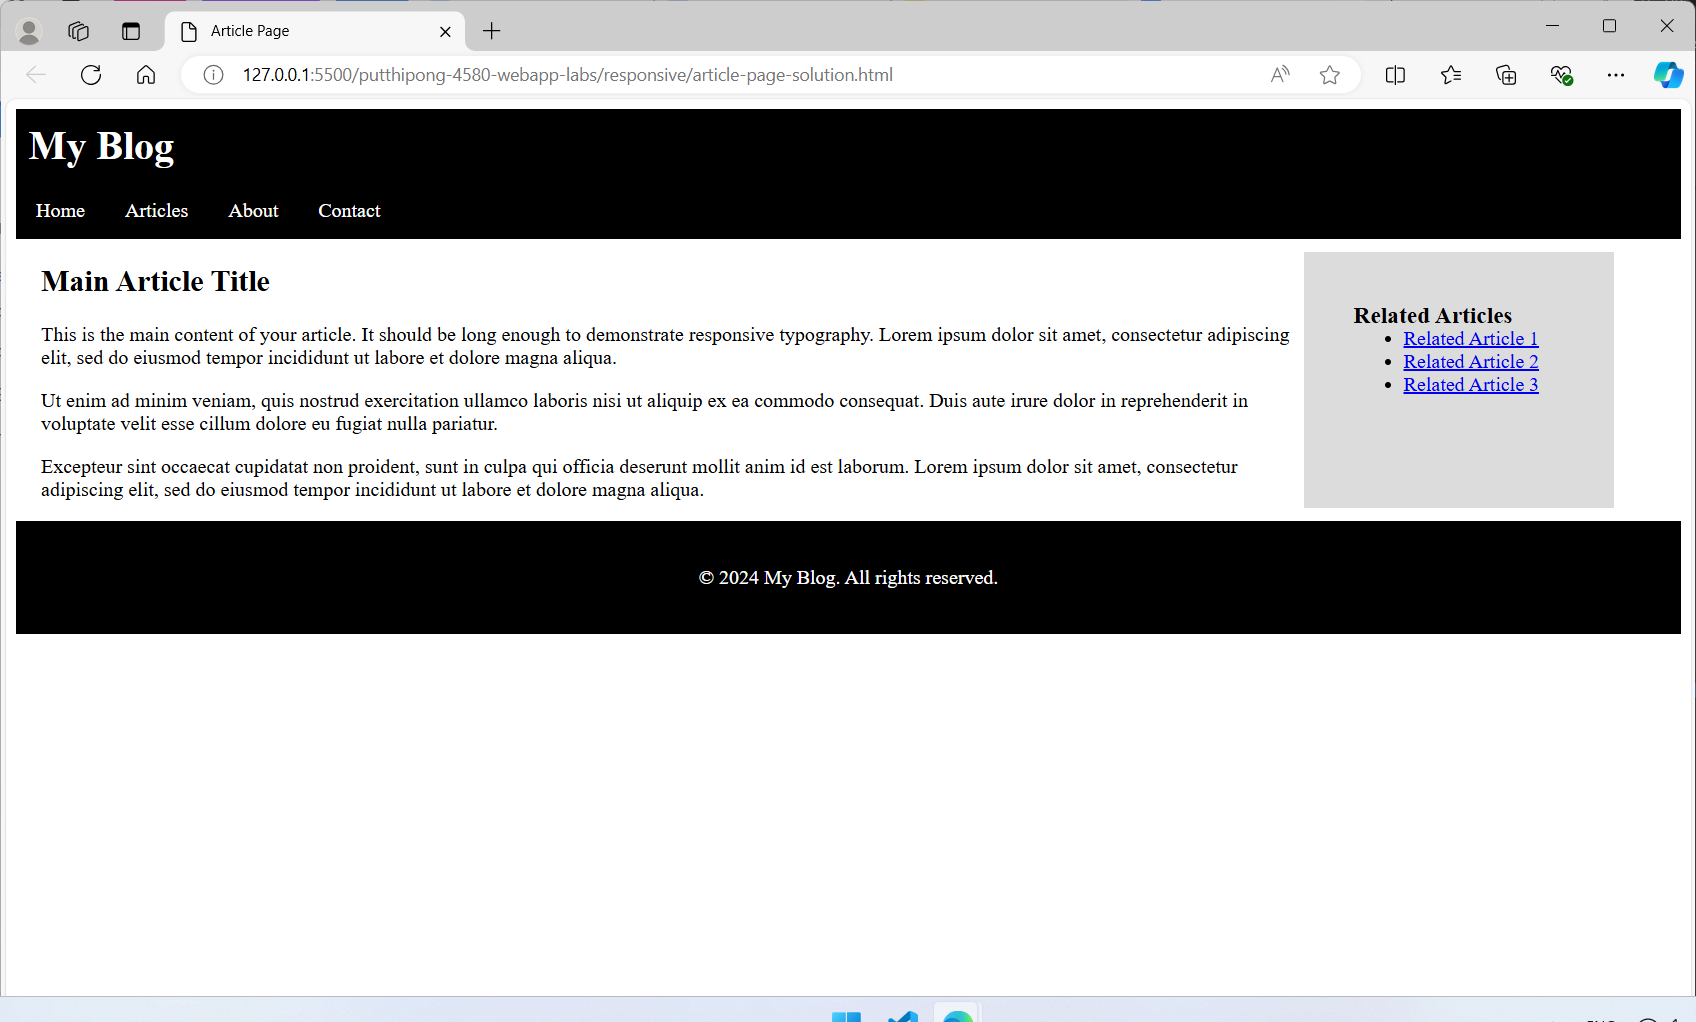 Article Page
127.0.0.1:5500/putthipong-4580-webapp-labs/responsive/article-page-solution.html
My Blog
Home Articles About Contact
Main Article Title
This is the main content of your article. It should be long enough to demonstrate responsive typography. Lorem ipsum dolor sit amet, consectetur adipiscing
elit, sed do eiusmod tempor incididunt ut labore et dolore magna aliqua.
Ut enim ad minim veniam, quis nostrud exercitation ullamco laboris nisi ut aliquip ex ea commodo consequat. Duis aute irure dolor in reprehenderit in
voluptate velit esse cillum dolore eu fugiat nulla pariatur.
Excepteur sint occaecat cupidatat non proident, sunt in culpa qui officia deserunt mollit anim id est laborum. Lorem ipsum dolor sit amet, consectetur
adipiscing elit, sed do eiusmod tempor incididunt ut labore et dolore magna aliqua.
Related Articles
Related Article 1
Related Article 2
Related Article 3
© 2024 My Blog. All rights reserved.